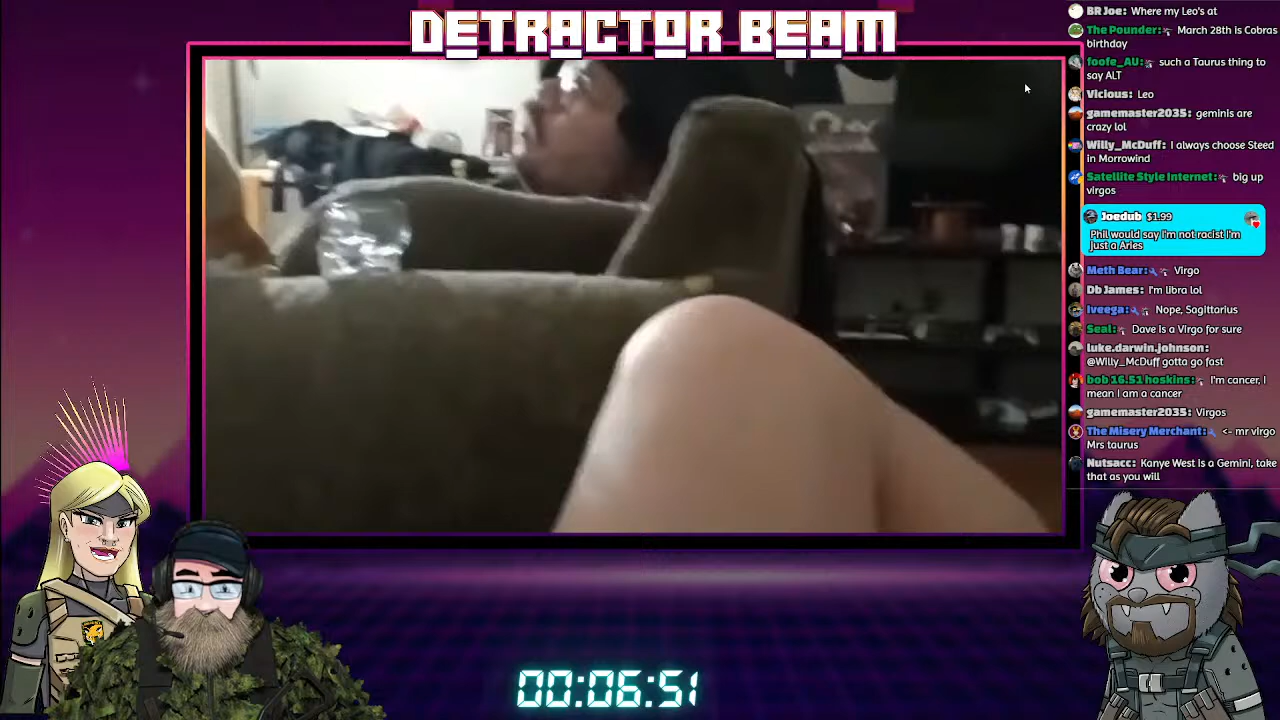 DETRACTOR BEAM
BR Joe: Where my Leo's at
The Pounder: March 28th is Cobras
birthday
foofe_AU: such a Taurus thing to
say ALT
Vicious: Leo
gamemaster2035: geminis are
crazy lol
Willy_McDuff: I always choose Steed
in Morrowind
Satellite Style Internet: big up
virgos
Joedub $1.99
Phil would say i'm not racist I'm
just a Aries
Meth Bear: Virgo
Db James: I'm libra lol
iveega: Nope, Sagittarius
Seal: Dave is a Virgo for sure
luke.darwin.johnson:
@Willy_McDuff gotta go fast
bob 16.51 hoskins: I'm cancer, I
mean I am a cancer
gamemaster2035: Virgos
The Misery Merchant: <- mr virgo
Mrs taurus
Nutsacc: Kanye West is a Gemini, take
that as you will
00:06:51